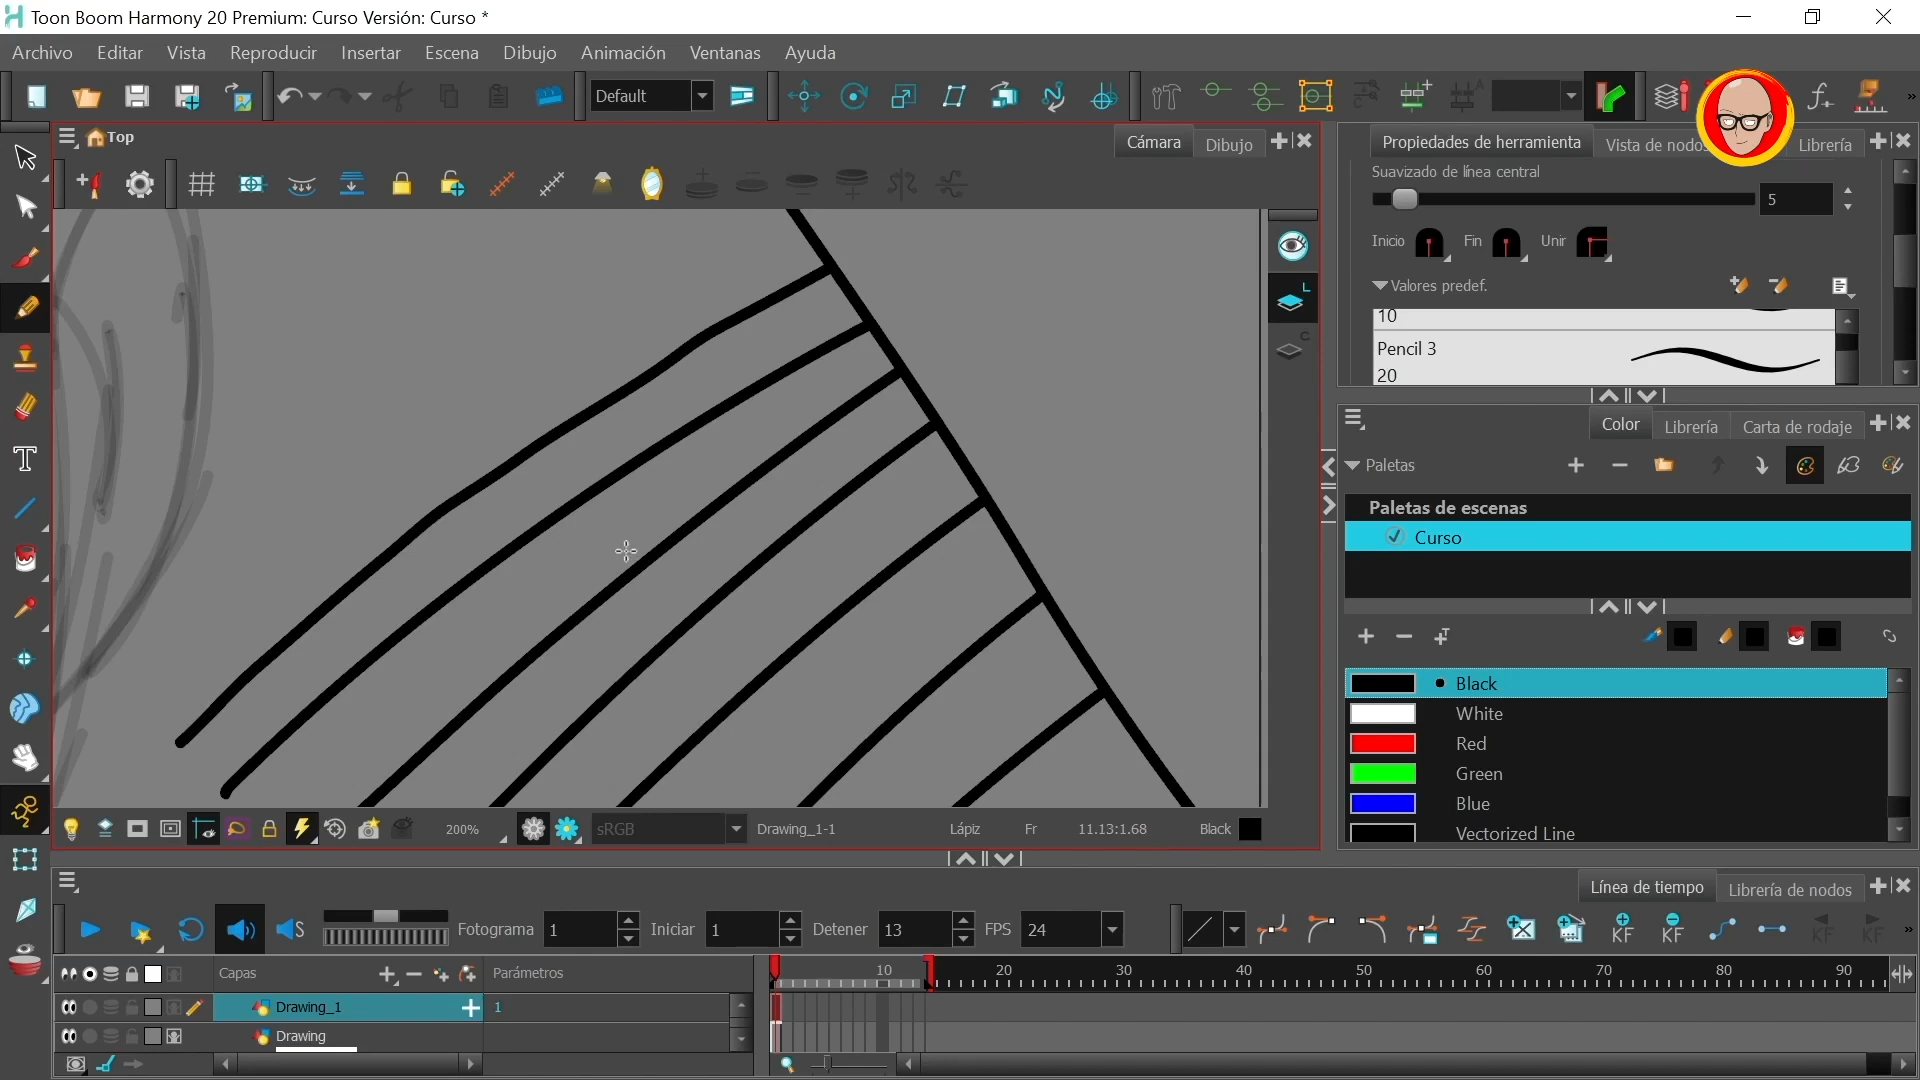 Toon Boom Harmony 20 Premium: Curso Versión: Curso *
Archivo Editar Vista Reproducir Insertar Escena Dibujo Animación Ventanas Ayuda
Default
Top
Cámara Dibujo
Propiedades de herramienta Vista de nodos Librería
Suavizado de línea central
5
Inicio Fin Unir
Valores predef.
10
Pencil 3
20
Color Librería Carta de rodaje
Paletas
Paletas de escenas
Curso
Black
White
Red
Green
Blue
Vectorized Line
200% sRGB Drawing_1-1 Lápiz Fr 11.13:1.68 Black
Línea de tiempo Librería de nodos
Fotograma 1 Iniciar 1 Detener 13 FPS 24
KF KF KF KF
Capas Parámetros
10 20 30 40 50 60 70 80 90
Drawing_1 1
Drawing